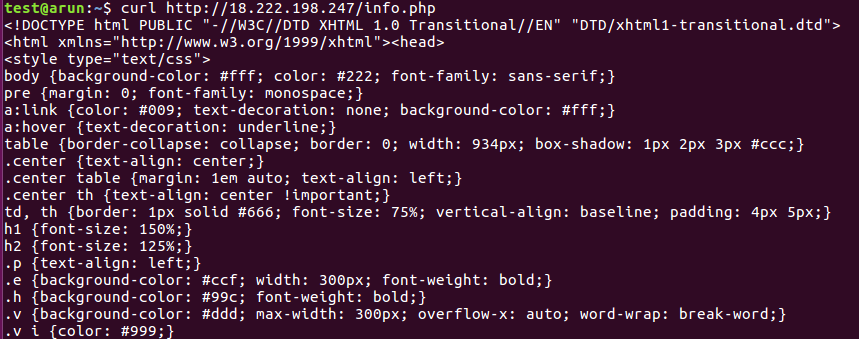 test@arun:~$ curl http://18.222.198.247/info.php
<!DOCTYPE html PUBLIC "-//W3C//DTD XHTML 1.0 Transitional//EN" "DTD/xhtml1-transitional.dtd">
<html xmlns="http://www.w3.org/1999/xhtml"><head>
<style type="text/css">
body {background-color: #fff; color: #222; font-family: sans-serif;}
pre {margin: 0; font-family: monospace;}
a:link {color: #009; text-decoration: none; background-color: #fff;}
a:hover {text-decoration: underline;}
table {border-collapse: collapse; border: 0; width: 934px; box-shadow: 1px 2px 3px #ccc;}
.center {text-align: center;}
.center table {margin: 1em auto; text-align: left;}
.center th {text-align: center !important;}
td, th {border: 1px solid #666; font-size: 75%; vertical-align: baseline; padding: 4px 5px;}
h1 {font-size: 150%;}
h2 {font-size: 125%;}
.p {text-align: left;}
.e {background-color: #ccf; width: 300px; font-weight: bold;}
.h {background-color: #99c; font-weight: bold;}
.v {background-color: #ddd; max-width: 300px; overflow-x: auto; word-wrap: break-word;}
.v i {color: #999;}